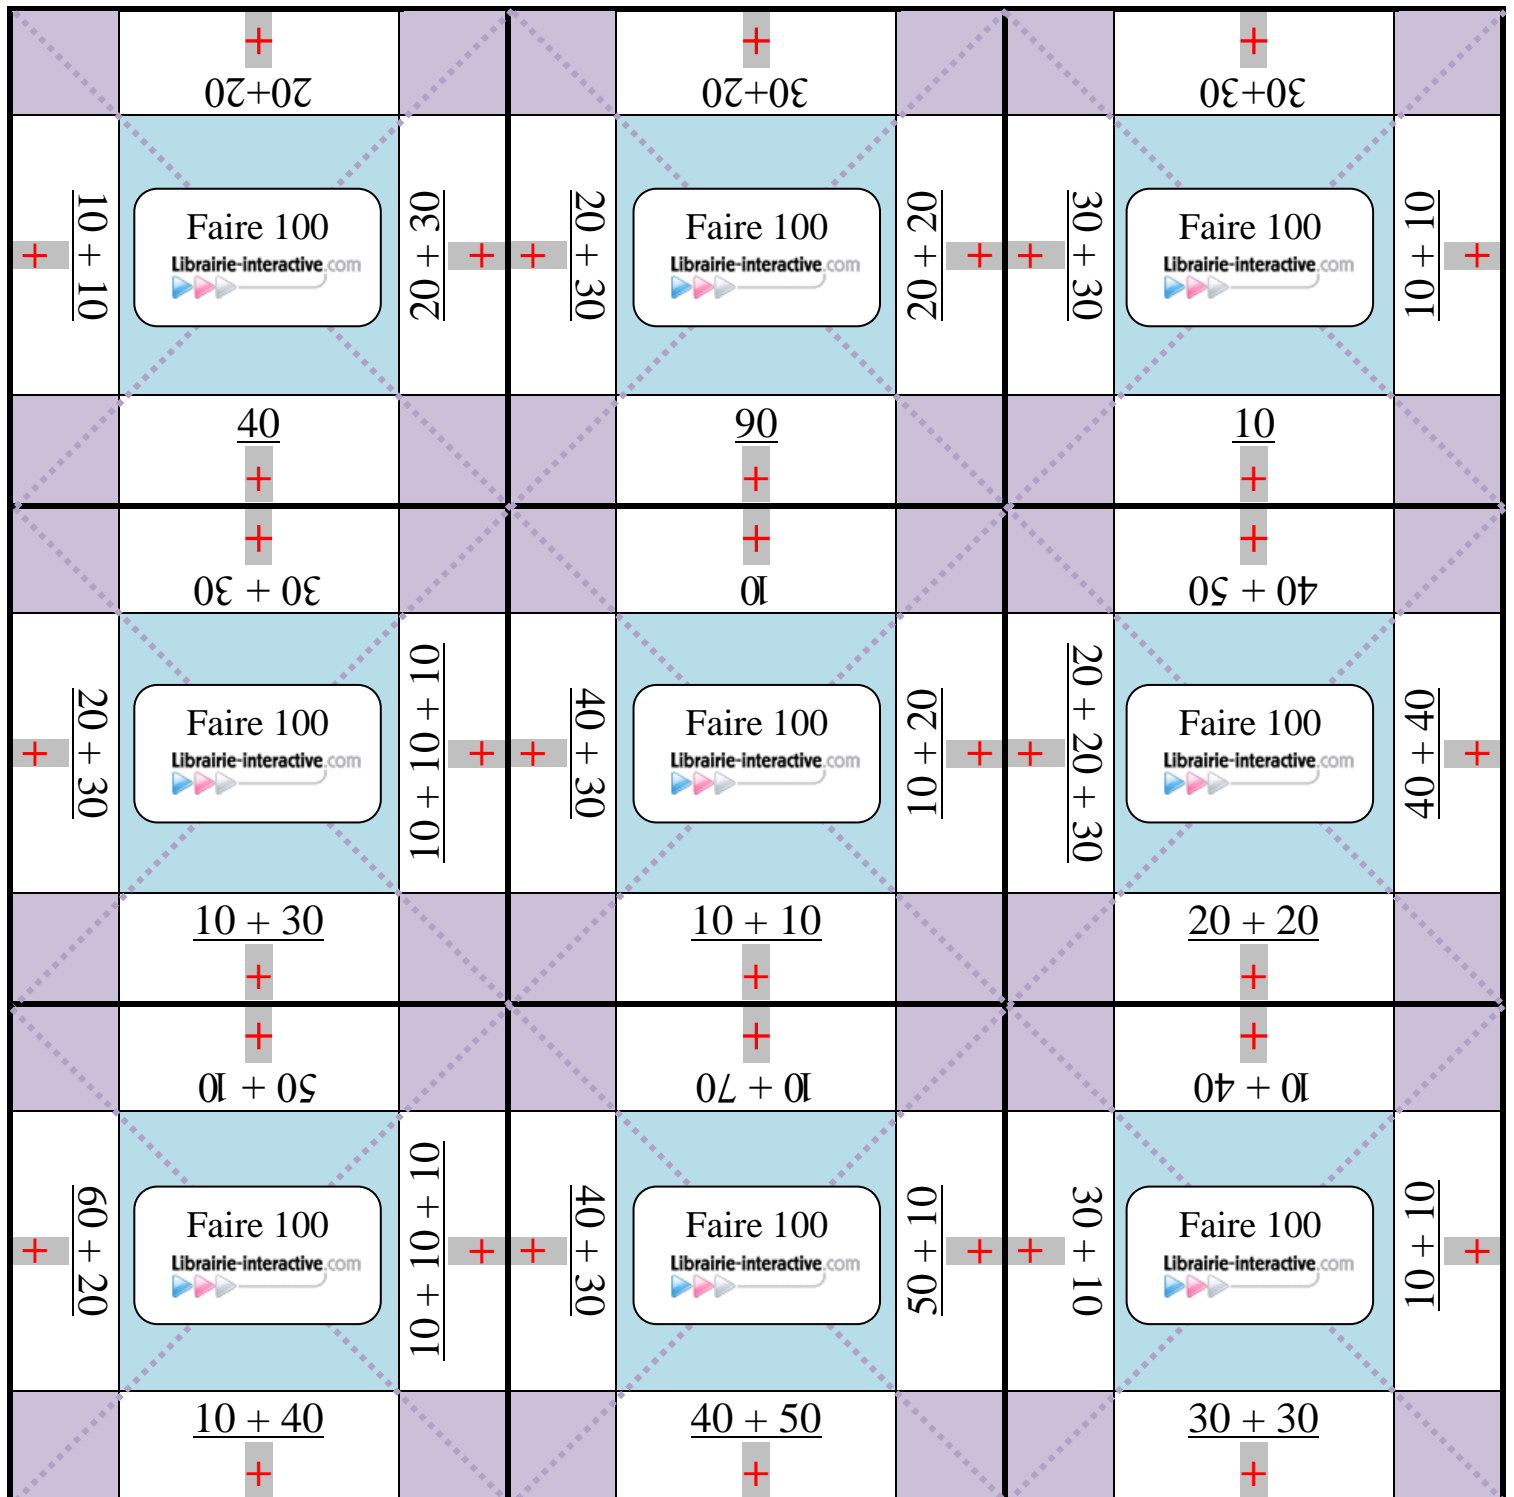 + + +
20+20 30+20 30+30
10 + 10 Faire 100 20 + 30 20 + 30 Faire 100 20 + 20 30 + 30 Faire 100 10 + 10
+ Librairie-interactive.com + + Librairie-interactive.com + + Librairie-interactive.com +
40 90 10
+ + +
+ + +
30 + 30 10 40 + 50
20 + 30 Faire 100 10 + 10 + 10 + 10 40 + 30 Faire 100 10 + 20 20 + 20 + 30 Faire 100 40 + 40
+ Librairie-interactive.com + + Librairie-interactive.com + + Librairie-interactive.com +
10 + 30 10 + 10 20 + 20
+ + +
+ + +
50 + 10 10 + 70 10 + 40
60 + 20 Faire 100 10 + 10 + 10 + 10 40 + 30 Faire 100 50 + 10 30 + 10 Faire 100 10 + 10
+ Librairie-interactive.com + + Librairie-interactive.com + + Librairie-interactive.com +
10 + 40 40 + 50 30 + 30
+ + +